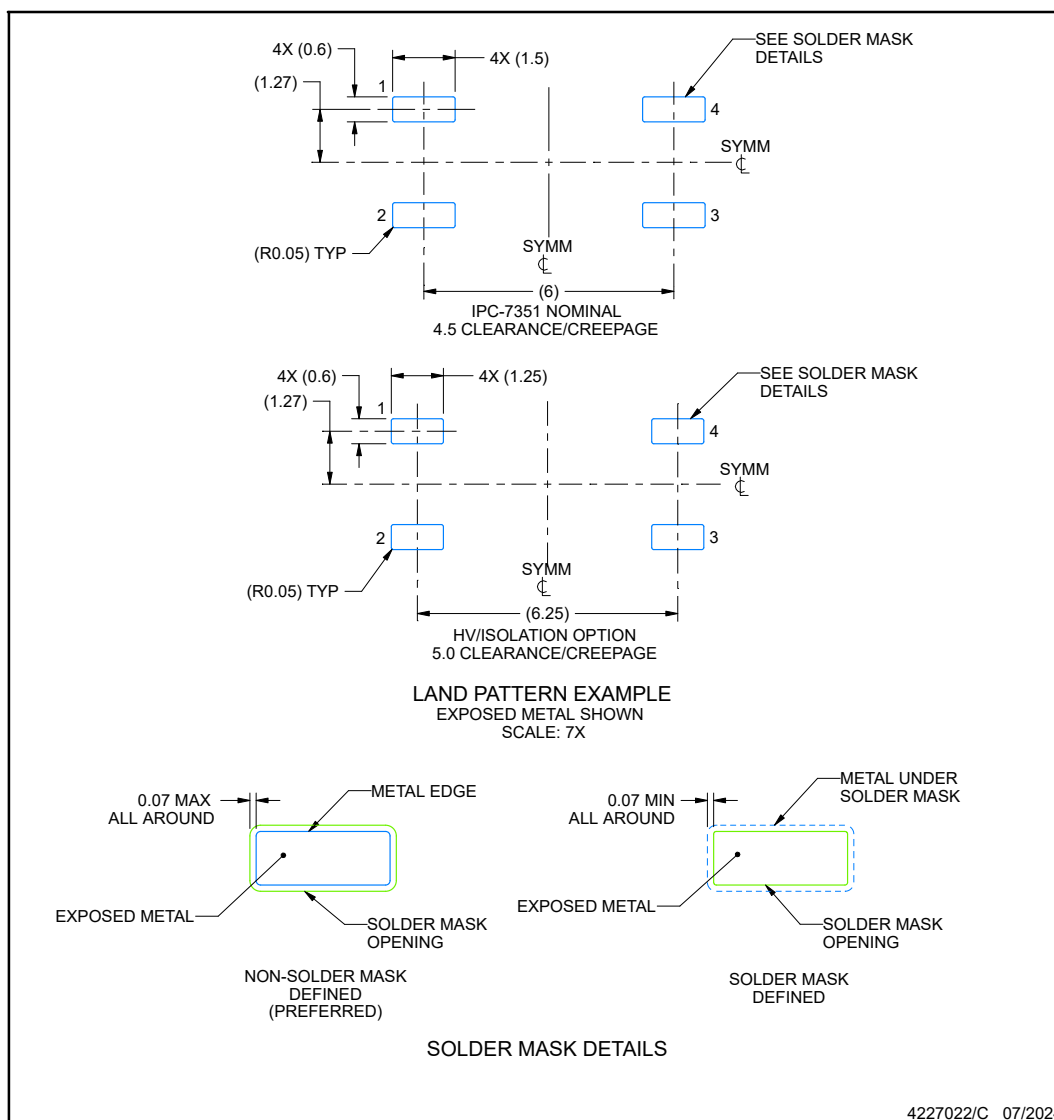 4X (0.6)
4X (1.5)
SEE SOLDER MASK
DETAILS
(1.27)
1
4
SYMM
℄
2
3
(R0.05) TYP
SYMM
℄
(6)
IPC-7351 NOMINAL
4.5 CLEARANCE/CREEPAGE
4X (0.6)
4X (1.25)
SEE SOLDER MASK
DETAILS
(1.27)
1
4
SYMM
℄
2
3
(R0.05) TYP
SYMM
℄
(6.25)
HV/ISOLATION OPTION
5.0 CLEARANCE/CREEPAGE
LAND PATTERN EXAMPLE
EXPOSED METAL SHOWN
SCALE: 7X
0.07 MAX
ALL AROUND
METAL EDGE
EXPOSED METAL
SOLDER MASK
OPENING
NON-SOLDER MASK
DEFINED
(PREFERRED)
0.07 MIN
ALL AROUND
METAL UNDER
SOLDER MASK
EXPOSED METAL
SOLDER MASK
OPENING
SOLDER MASK
DEFINED
SOLDER MASK DETAILS
4227022/C